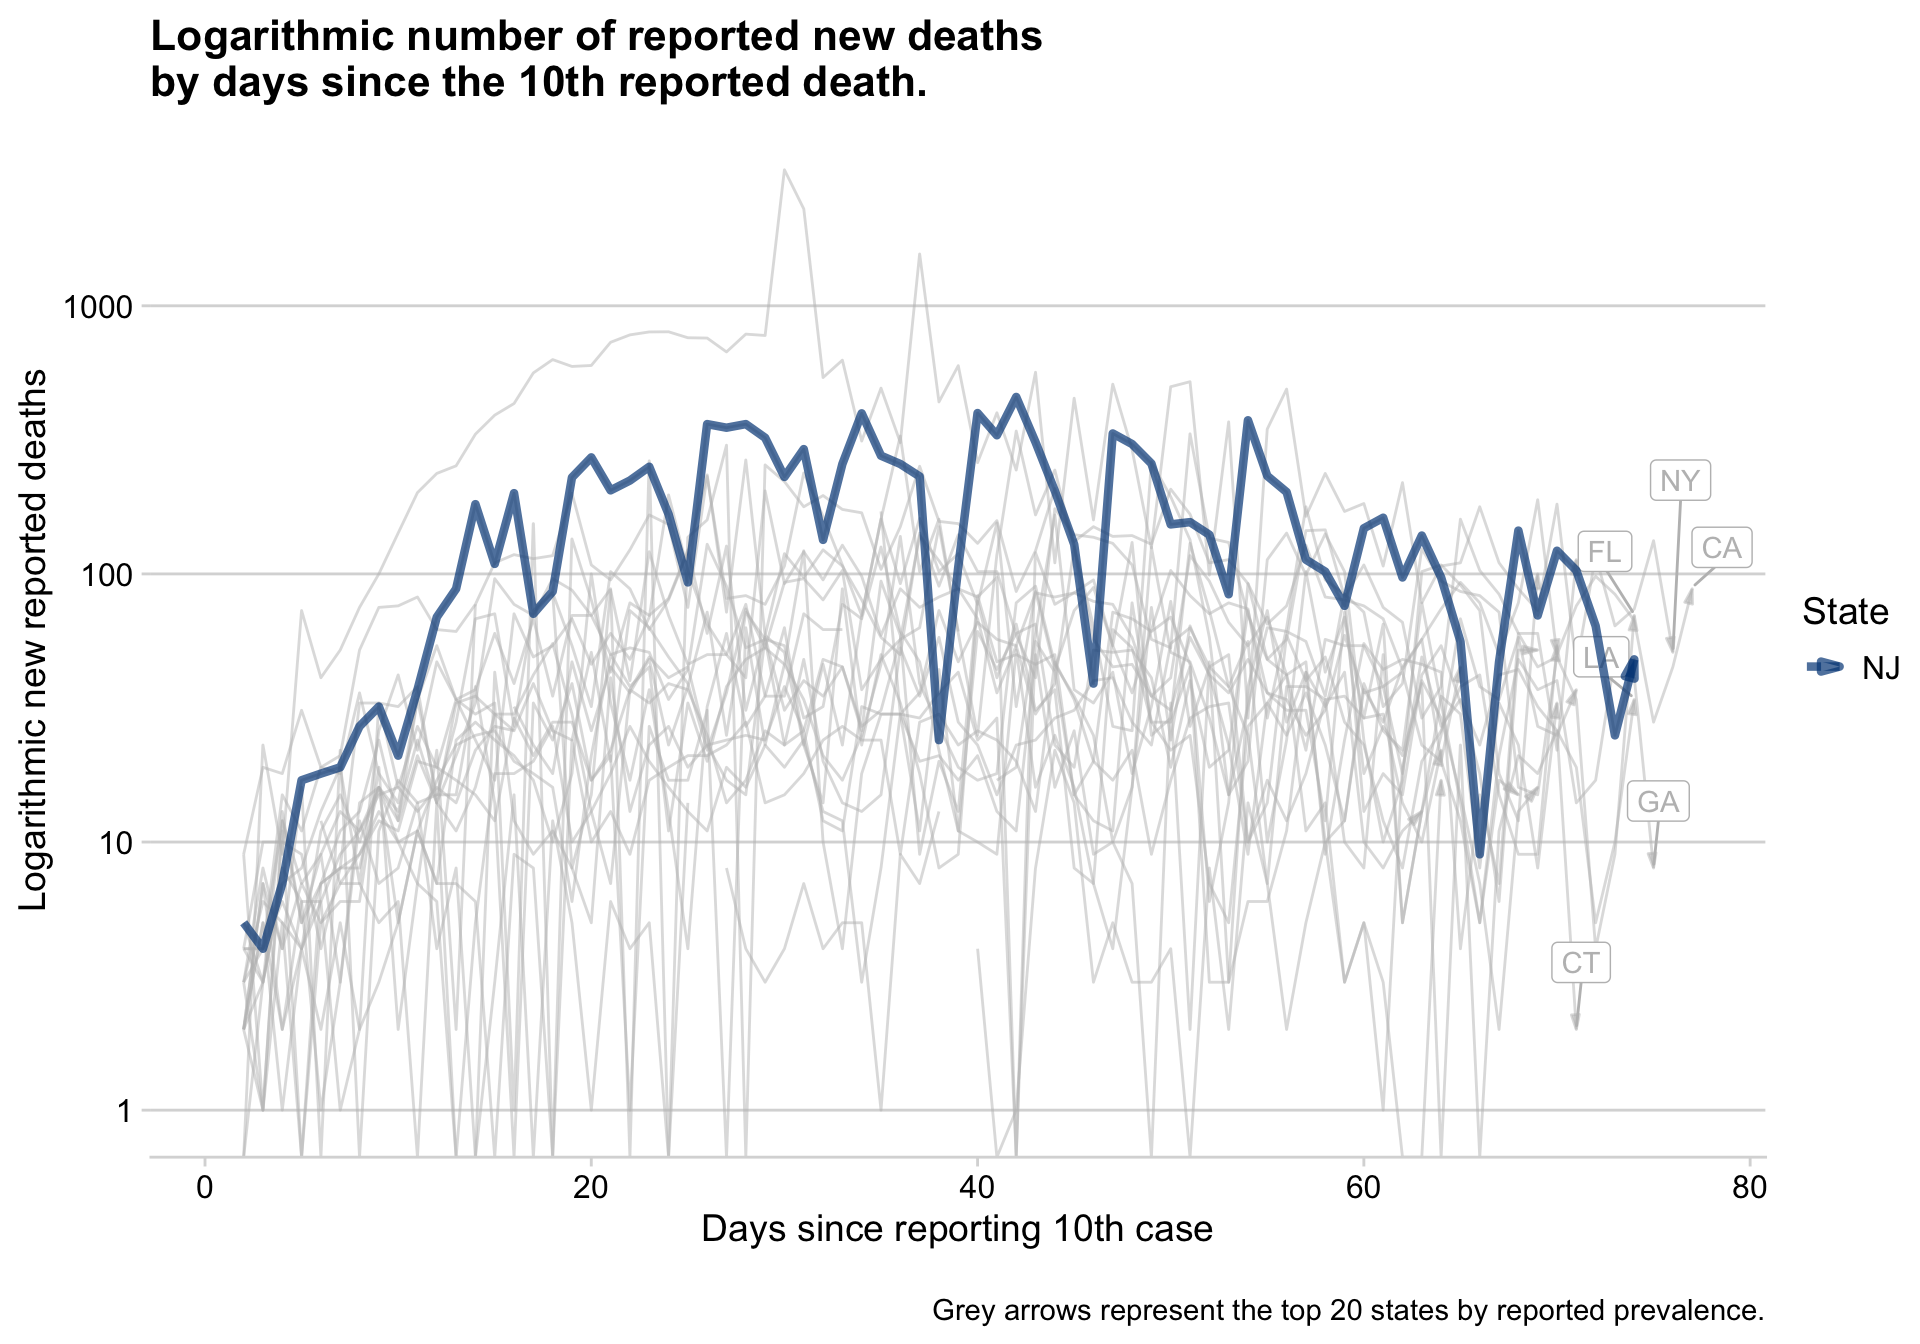 Logarithmic number of reported new deaths
by days since the 10th reported death.
Logarithmic new reported deaths
1000
100
10
1
NY
FL
CA
LA
GA
CT
State
NJ
0 20 40 60 80
Days since reporting 10th case
Grey arrows represent the top 20 states by reported prevalence.